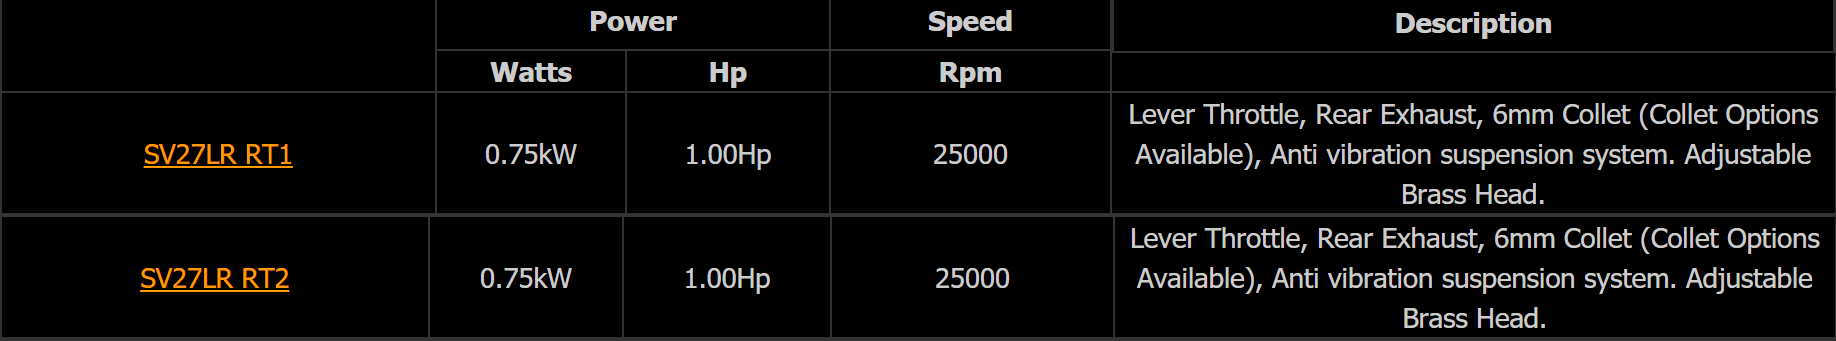 Power Speed Description
Watts Hp Rpm
SV27LR RT1 0.75kW 1.00Hp 25000 Lever Throttle, Rear Exhaust, 6mm Collet (Collet Options
Available), Anti vibration suspension system. Adjustable
Brass Head.
SV27LR RT2 0.75kW 1.00Hp 25000 Lever Throttle, Rear Exhaust, 6mm Collet (Collet Options
Available), Anti vibration suspension system. Adjustable
Brass Head.